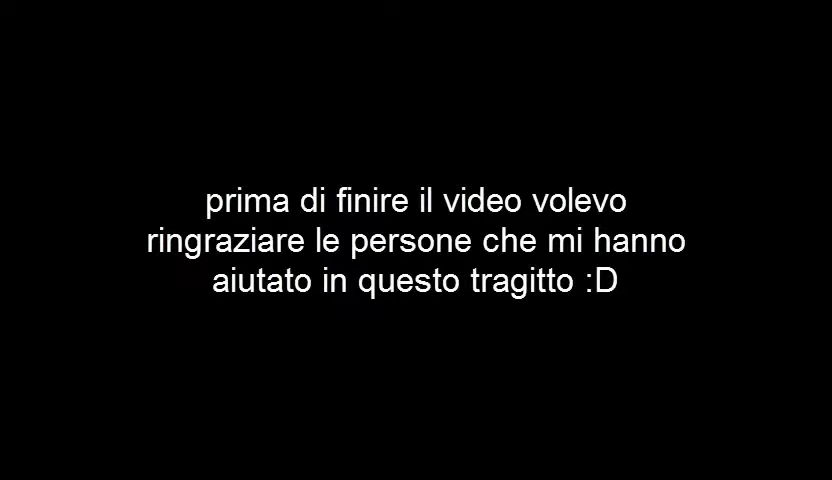 prima di finire il video volevo
ringraziare le persone che mi hanno
aiutato in questo tragitto :D